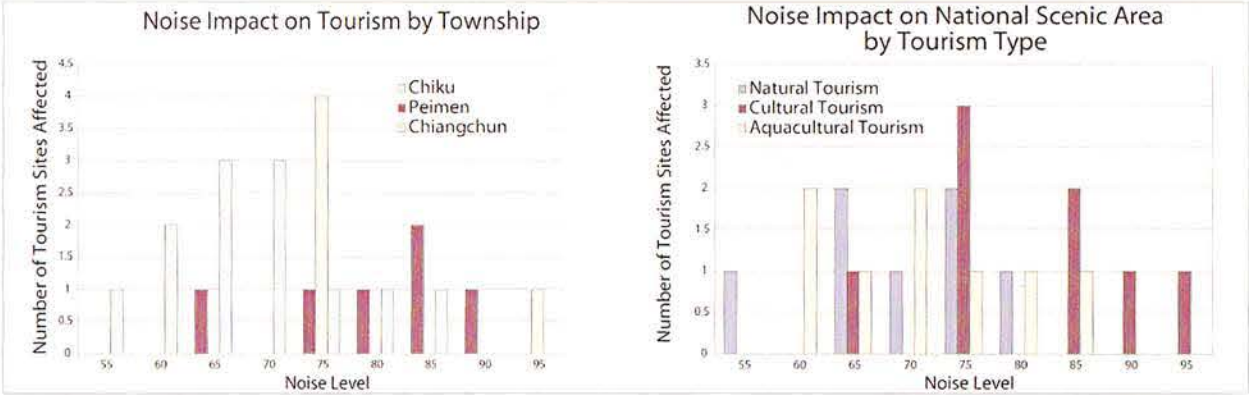 Noise Impact on Tourism by Township
Number of Tourism Sites Affected
4.5
4
3.5
3
2.5
2
1.5
1
0.5
0
Chiku
Peimen
Chiangchun
55 60 65 70 75 80 85 90 95
Noise Level
Noise Impact on National Scenic Area
by Tourism Type
Number of Tourism Sites Affected
3.5
3
2.5
2
1.5
1
0.5
0
Natural Tourism
Cultural Tourism
Aquacultural Tourism
55 60 65 70 75 80 85 90 95
Noise Level